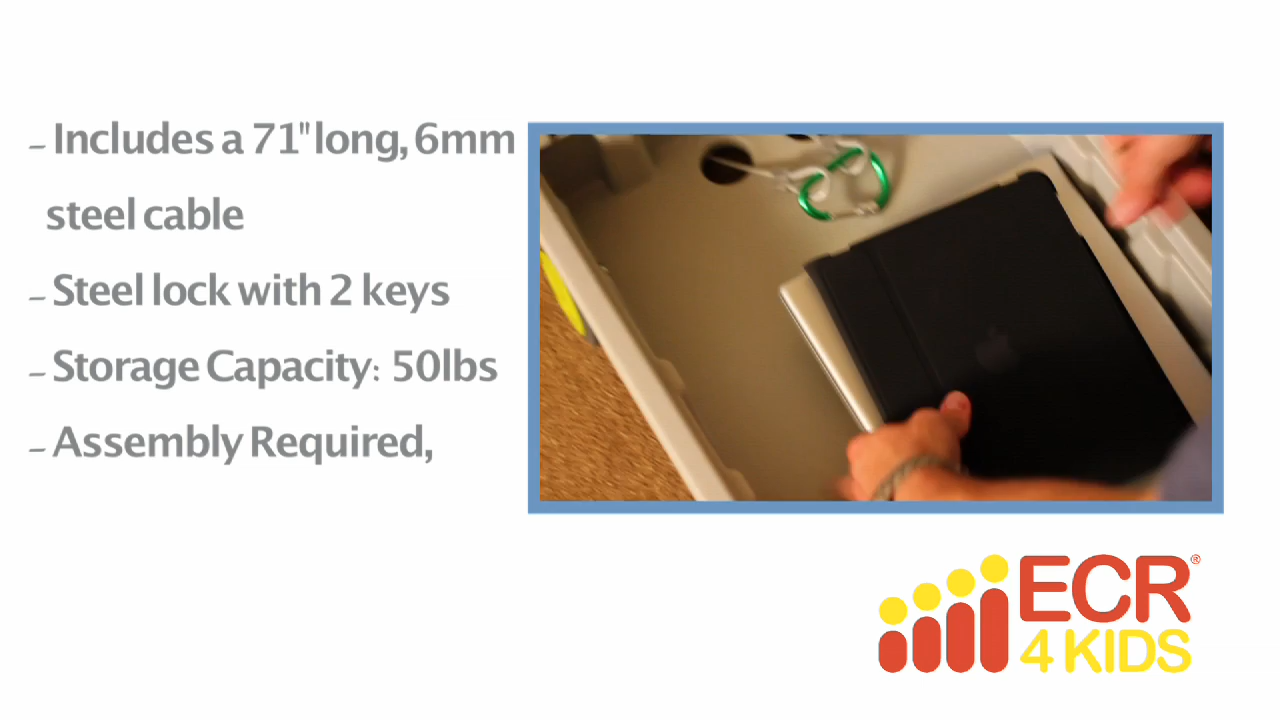 - Includes a 71" long, 6mm
steel cable
- Steel lock with 2 keys
- Storage Capacity: 50lbs
- Assembly Required,
ECR®
4 KIDS